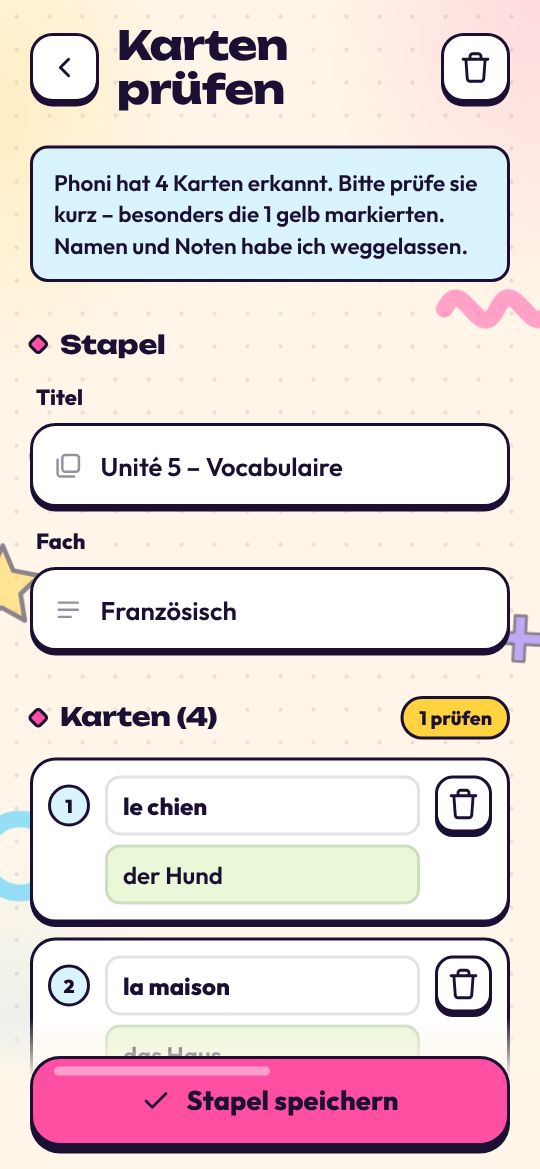 Karten
prüfen
Phoni hat 4 Karten erkannt. Bitte prüfe sie
kurz – besonders die 1 gelb markierten.
Namen und Noten habe ich weggelassen.
Stapel
Titel
Unité 5 – Vocabulaire
Fach
Französisch
Karten (4)
1 prüfen
1
le chien
der Hund
2
la maison
das Haus
Stapel speichern